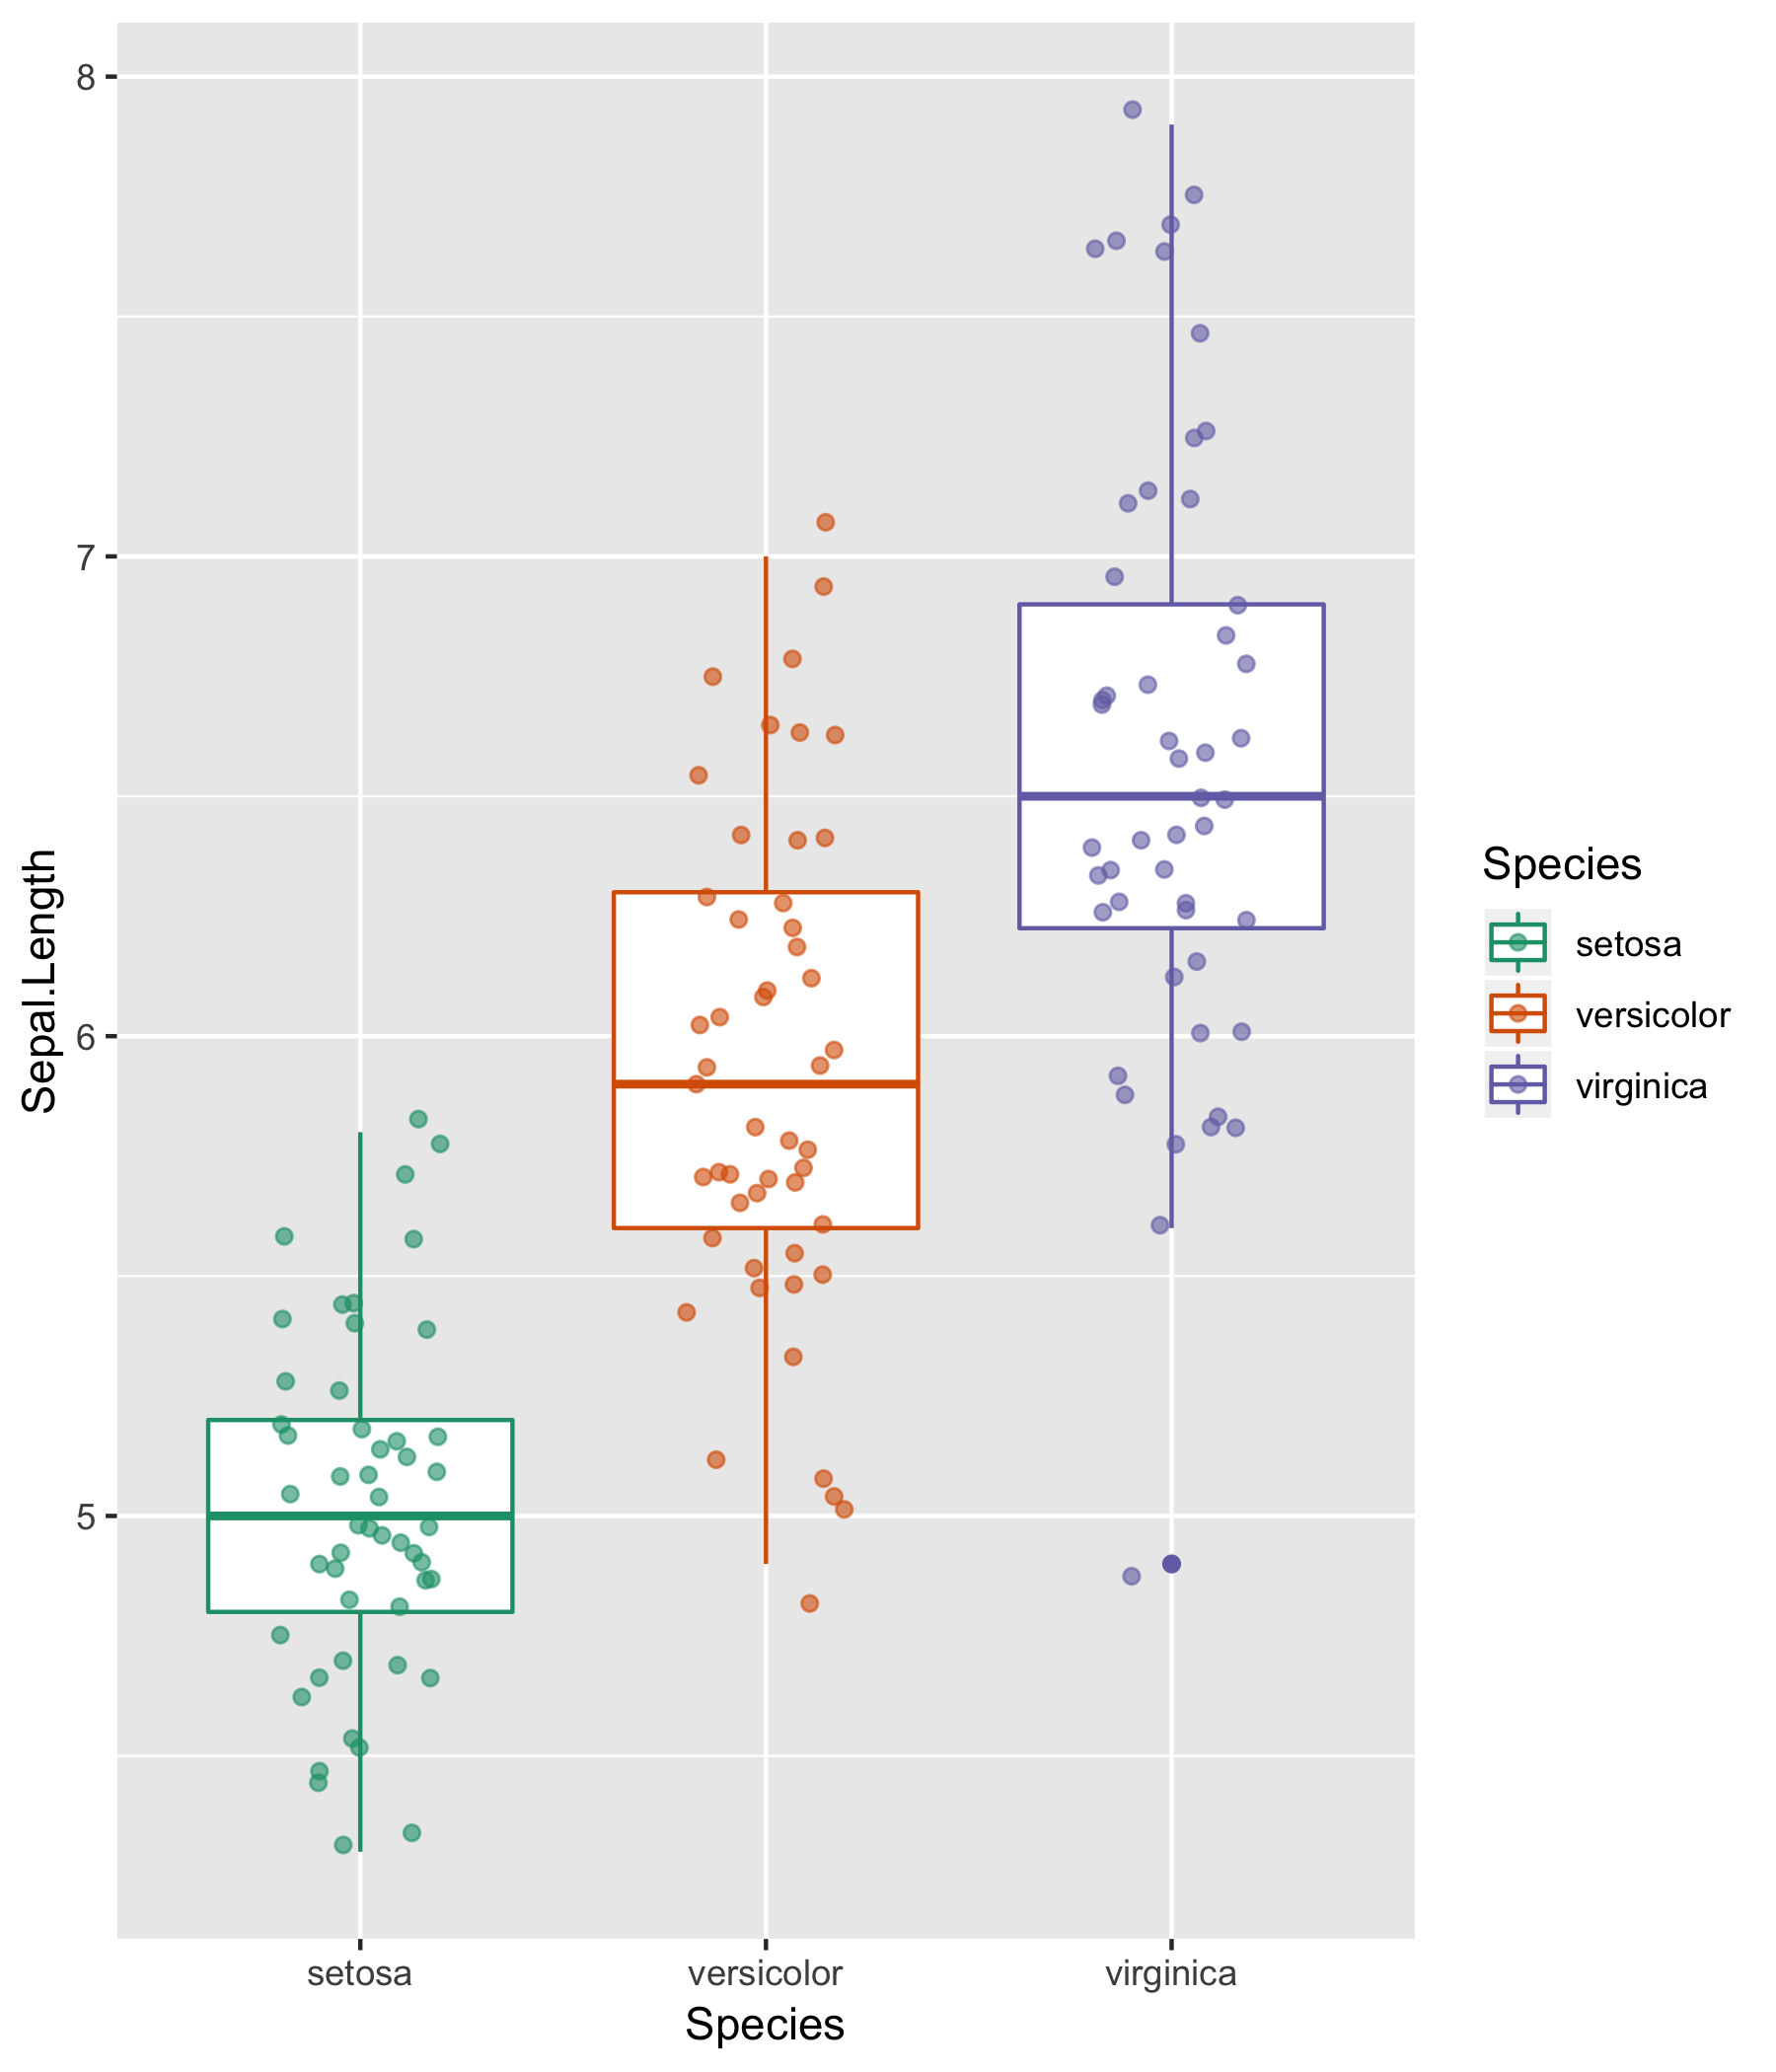 8
7
6
5
Sepal.Length
setosa
versicolor
virginica
Species
Species
setosa
versicolor
virginica